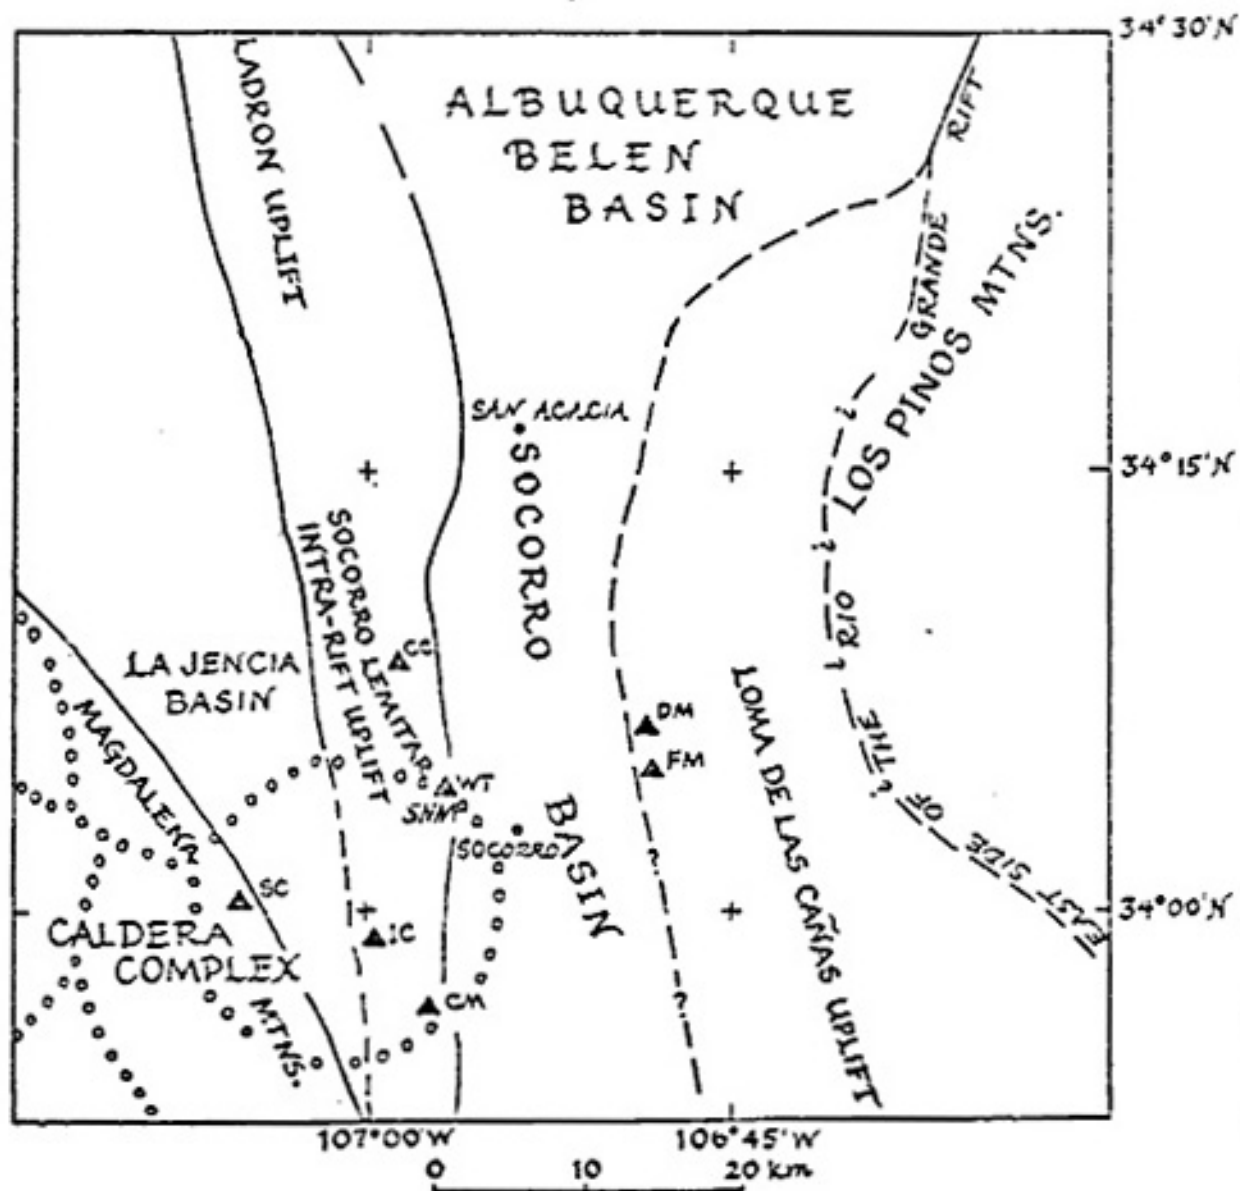 34°30'N
LADRON UPLIFT
ALBUQUERQUE
BELEN
BASIN
RIFT
GRANDE
LOS PINOS MTNS.
SAN ACACIA
34°15'N
SOCORRO
BASIN
SOCORRO LEMITAR
INTRA-RIFT UPLIFT
?
?
RIO
?
THE
?
OF
SIDE
EAST
CC
LA JENCIA
BASIN
MAGDALENA
MTNS.
DM
FM
LOMA DE LAS CAÑAS UPLIFT
WT
SNMP
SOCORRO
?
?
SC
34°00'N
CALDERA
COMPLEX
IC
CM
107°00'W
106°45'W
0 10 20 km